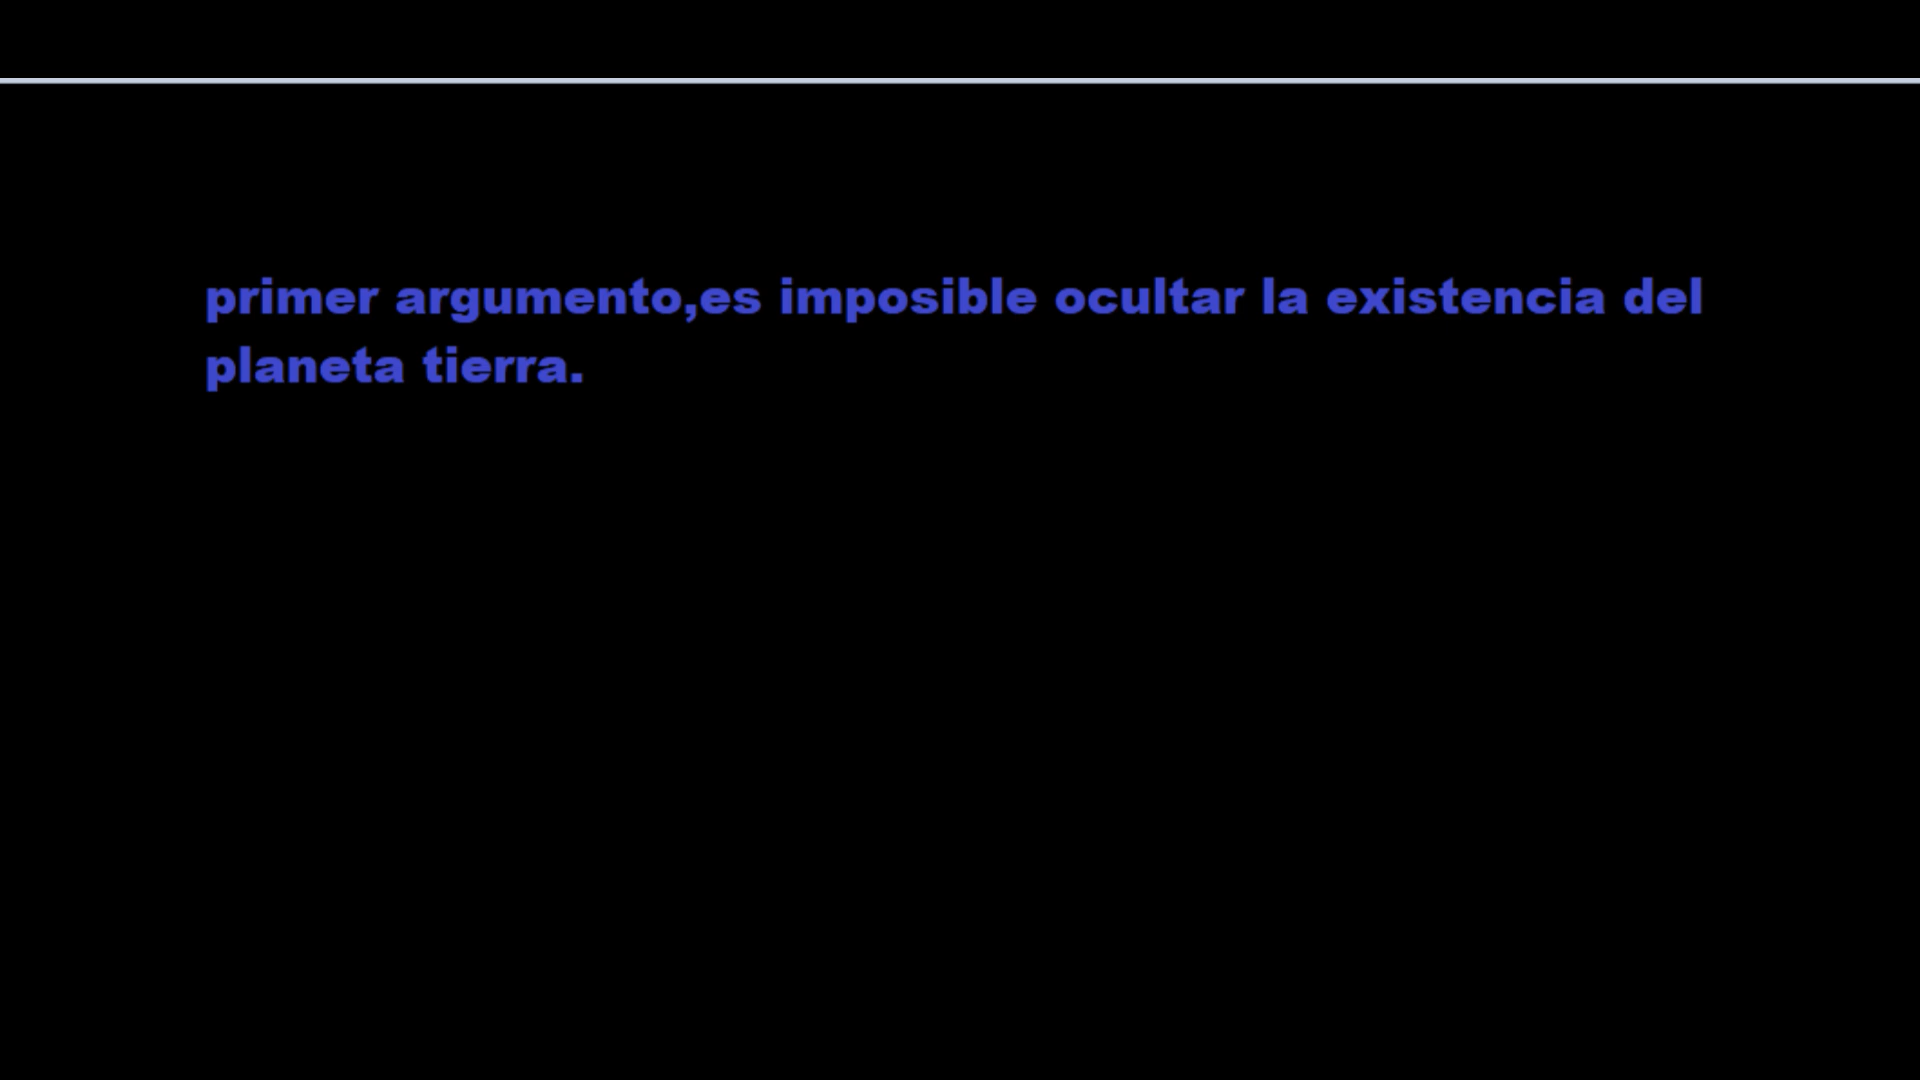 primer argumento,es imposible ocultar la existencia del
planeta tierra.